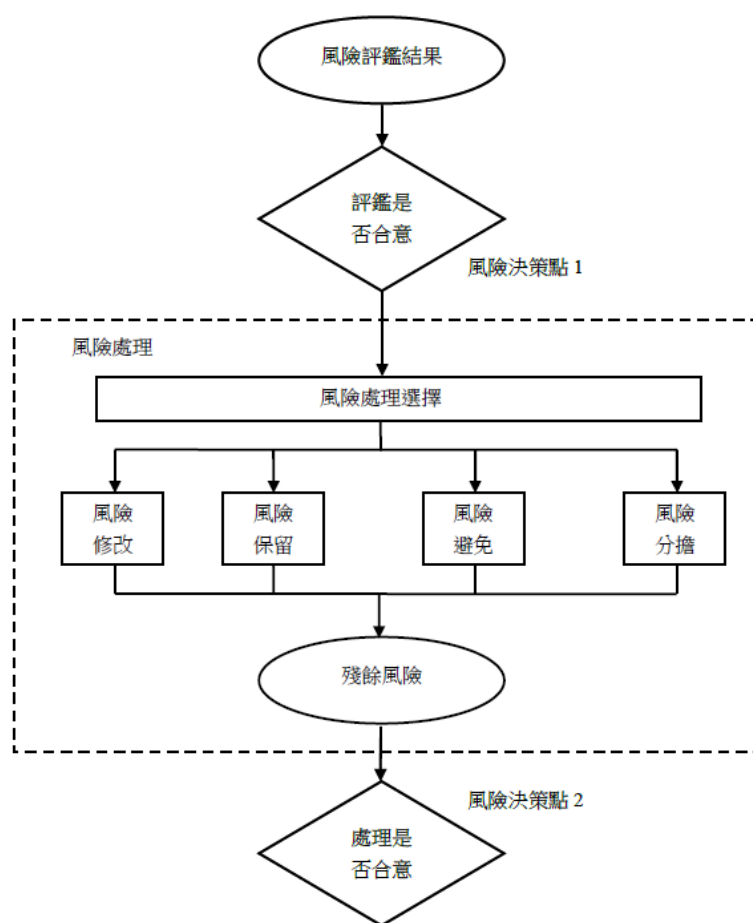 風險評鑑結果
評鑑是
否合意
風險決策點 1
風險處理
風險處理選擇
風險
修改
風險
保留
風險
避免
風險
分擔
殘餘風險
風險決策點 2
處理是
否合意